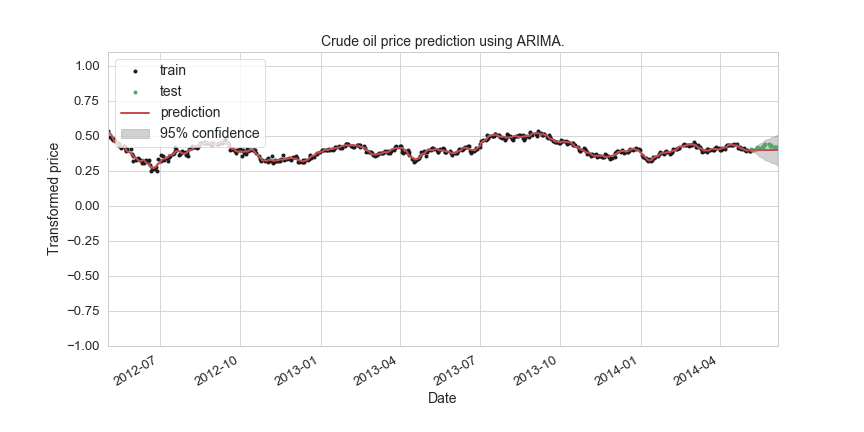 Crude oil price prediction using ARIMA.
1.00
0.75
0.50
0.25
0.00
−0.25
−0.50
−0.75
−1.00
Transformed price
train
test
prediction
95% confidence
2012-07
2012-10
2013-01
2013-04
2013-07
2013-10
2014-01
2014-04
Date